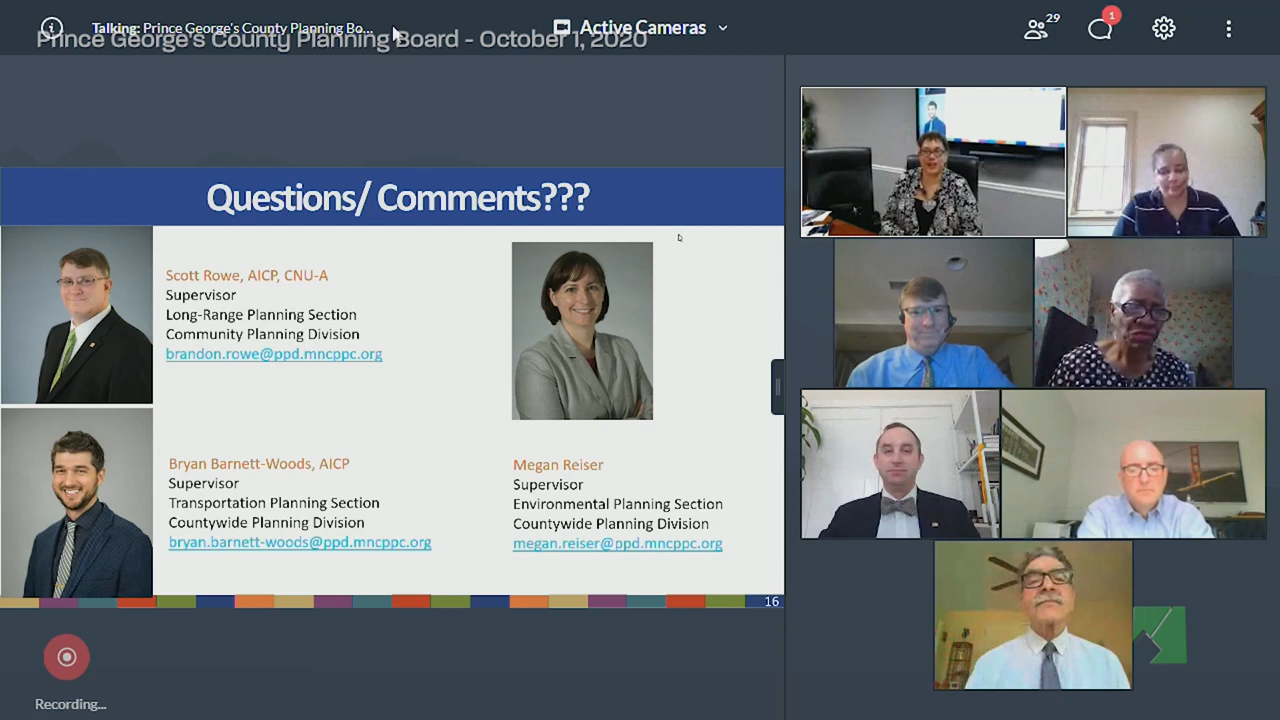 Talking: Prince George's County Planning Bo...
Active Cameras
29
1
Prince George's County Planning Board - October 1, 2020
Questions/ Comments???
Scott Rowe, AICP, CNU-A
Supervisor
Long-Range Planning Section
Community Planning Division
brandon.rowe@ppd.mncppc.org
Bryan Barnett-Woods, AICP
Supervisor
Transportation Planning Section
Countywide Planning Division
bryan.barnett-woods@ppd.mncppc.org
Megan Reiser
Supervisor
Environmental Planning Section
Countywide Planning Division
megan.reiser@ppd.mncppc.org
16
Recording...